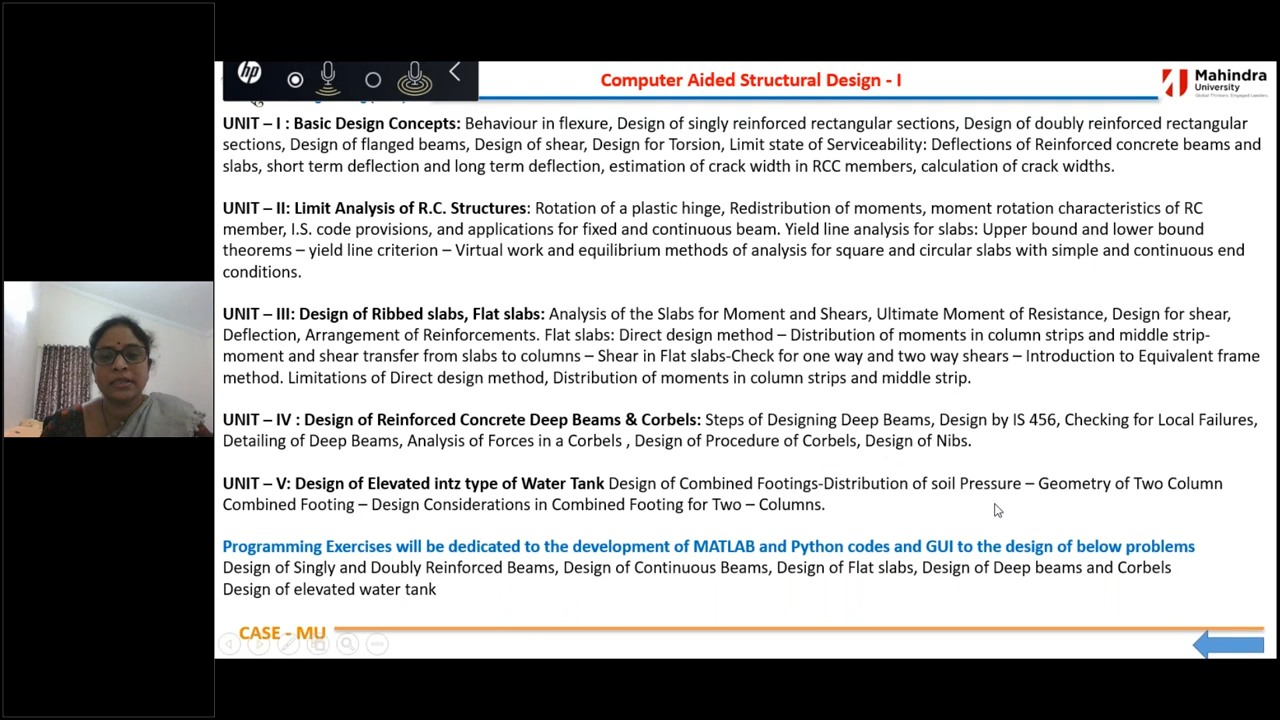 hp
Computer Aided Structural Design - I
Mahindra
University
Global Thinkers. Engaged Leaders.
UNIT – I : Basic Design Concepts: Behaviour in flexure, Design of singly reinforced rectangular sections, Design of doubly reinforced rectangular
sections, Design of flanged beams, Design of shear, Design for Torsion, Limit state of Serviceability: Deflections of Reinforced concrete beams and
slabs, short term deflection and long term deflection, estimation of crack width in RCC members, calculation of crack widths.
UNIT – II: Limit Analysis of R.C. Structures: Rotation of a plastic hinge, Redistribution of moments, moment rotation characteristics of RC
member, I.S. code provisions, and applications for fixed and continuous beam. Yield line analysis for slabs: Upper bound and lower bound
theorems – yield line criterion – Virtual work and equilibrium methods of analysis for square and circular slabs with simple and continuous end
conditions.
UNIT – III: Design of Ribbed slabs, Flat slabs: Analysis of the Slabs for Moment and Shears, Ultimate Moment of Resistance, Design for shear,
Deflection, Arrangement of Reinforcements. Flat slabs: Direct design method – Distribution of moments in column strips and middle strip-
moment and shear transfer from slabs to columns – Shear in Flat slabs-Check for one way and two way shears – Introduction to Equivalent frame
method. Limitations of Direct design method, Distribution of moments in column strips and middle strip.
UNIT – IV : Design of Reinforced Concrete Deep Beams & Corbels: Steps of Designing Deep Beams, Design by IS 456, Checking for Local Failures,
Detailing of Deep Beams, Analysis of Forces in a Corbels , Design of Procedure of Corbels, Design of Nibs.
UNIT – V: Design of Elevated intz type of Water Tank Design of Combined Footings-Distribution of soil Pressure – Geometry of Two Column
Combined Footing – Design Considerations in Combined Footing for Two – Columns.
Programming Exercises will be dedicated to the development of MATLAB and Python codes and GUI to the design of below problems
Design of Singly and Doubly Reinforced Beams, Design of Continuous Beams, Design of Flat slabs, Design of Deep beams and Corbels
Design of elevated water tank
CASE - MU